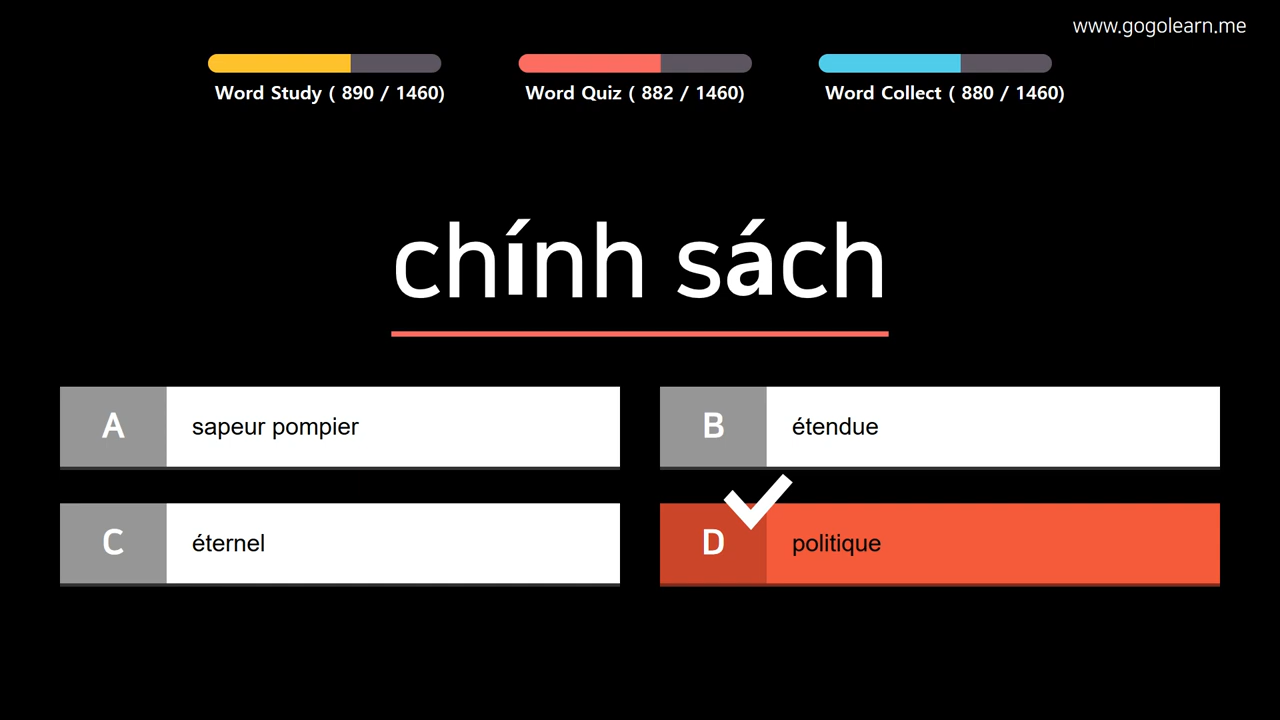 www.gogolearn.me
Word Study ( 890 / 1460)
Word Quiz ( 882 / 1460)
Word Collect ( 880 / 1460)
chính sách
A
sapeur pompier
B
étendue
C
éternel
D
politique